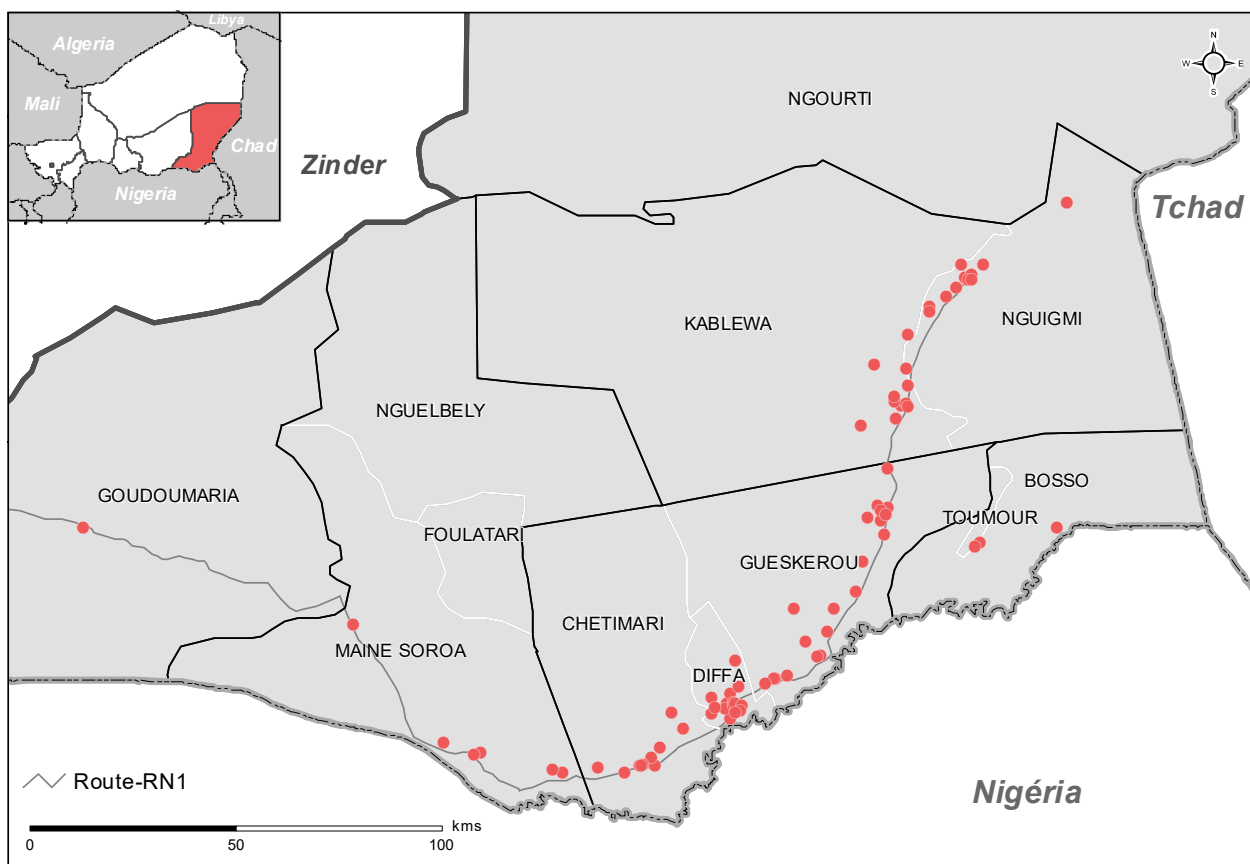 Libya
Algeria
Mali
Chad
Nigeria
N
W E
S
NGOURTI
Zinder
Tchad
KABLEWA
NGUIGMI
NGUELBELY
GOUDOUMARIA
BOSSO
TOUMOUR
FOULATARI
GUESKEROU
CHETIMARI
MAINE SOROA
DIFFA
Route-RN1
Nigéria
kms
0 50 100